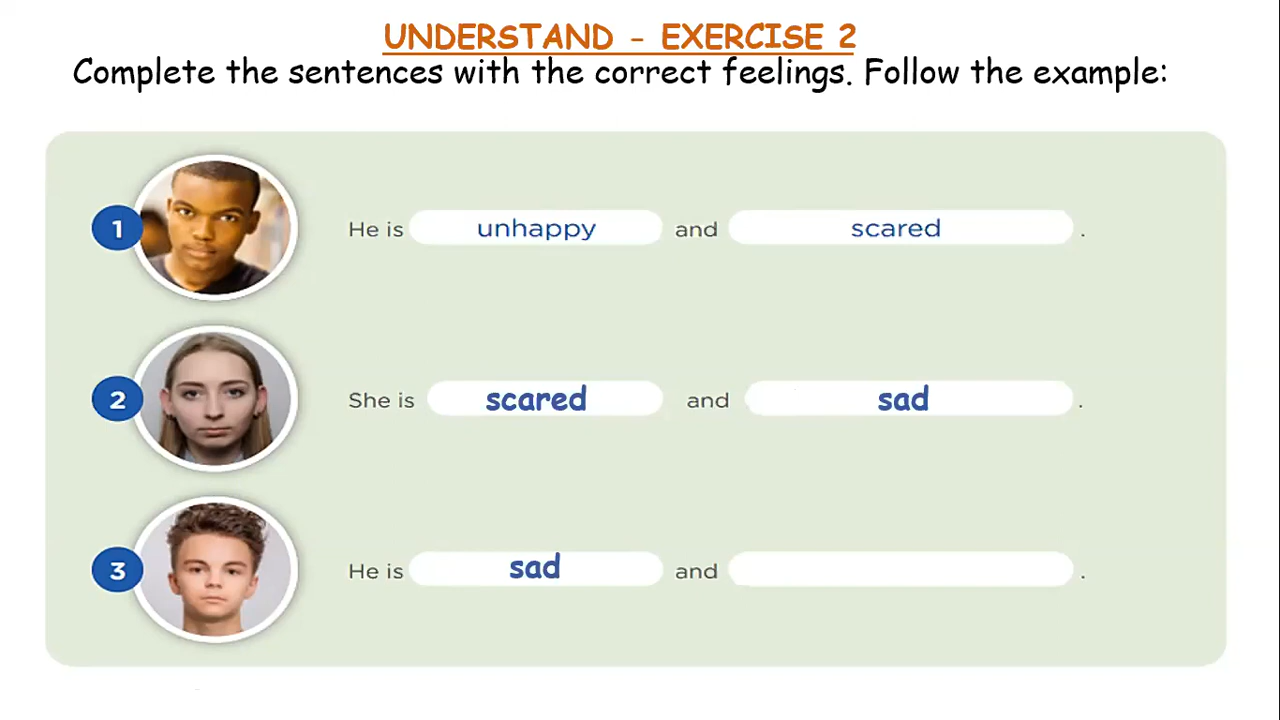 UNDERSTAND - EXERCISE 2
Complete the sentences with the correct feelings. Follow the example:
1 He is unhappy and scared .
2 She is scared and sad .
3 He is sad and .